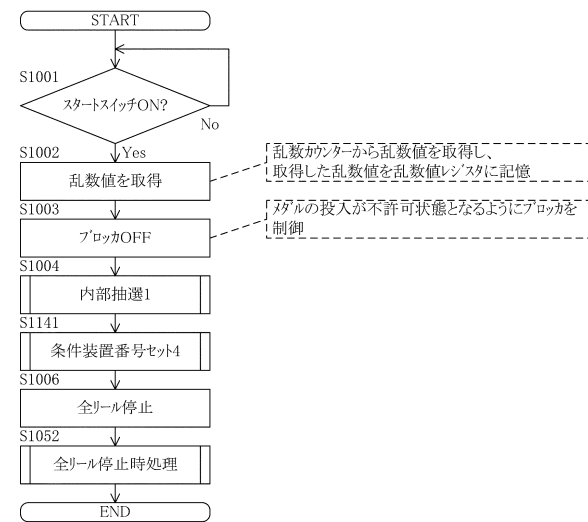 START
S1001
スタートスイッチON?
No
S1002
Yes
乱数値を取得
乱数カウンターから乱数値を取得し、
取得した乱数値を乱数値レジスタに記憶
S1003
ブロッカOFF
メダルの投入が不許可状態となるようにブロッカを
制御
S1004
内部抽選1
S1141
条件装置番号セット4
S1006
全リール停止
S1052
全リール停止時処理
END